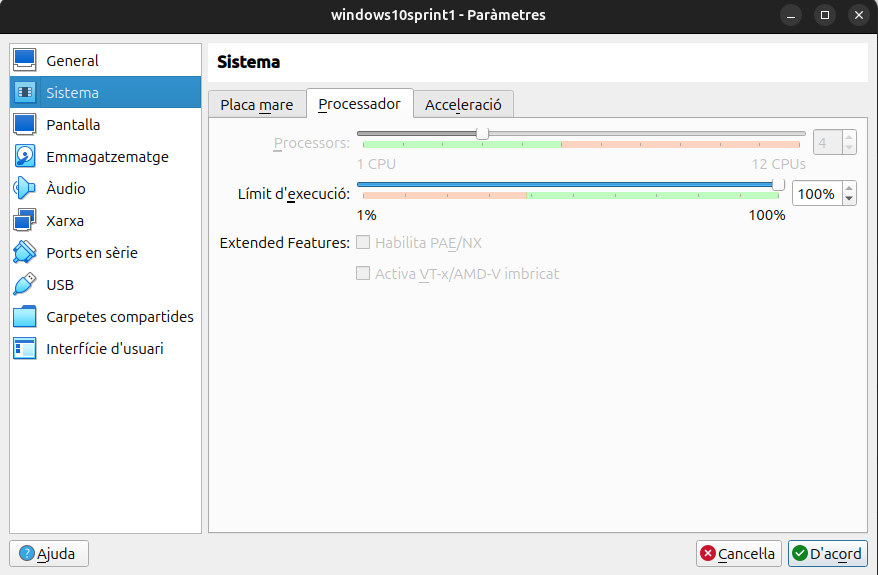 windows10sprint1 - Paràmetres
General
Sistema
Pantalla
Emmagatzematge
Àudio
Xarxa
Ports en sèrie
USB
Carpetes compartides
Interfície d'usuari
Sistema
Placa mare Processador Acceleració
Processors: 4
1 CPU 12 CPUs
Límit d'execució: 100%
1% 100%
Extended Features: Habilita PAE/NX
Activa VT-x/AMD-V imbricat
Ajuda Cancel·la D'acord